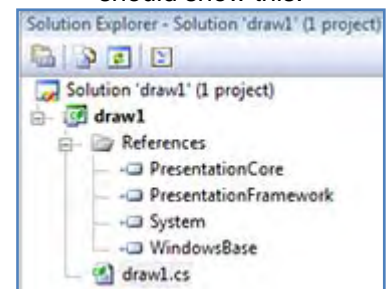 should show this:
Solution Explorer - Solution 'draw1' (1 project)
Solution 'draw1' (1 project)
draw1
References
PresentationCore
PresentationFramework
System
WindowsBase
draw1.cs